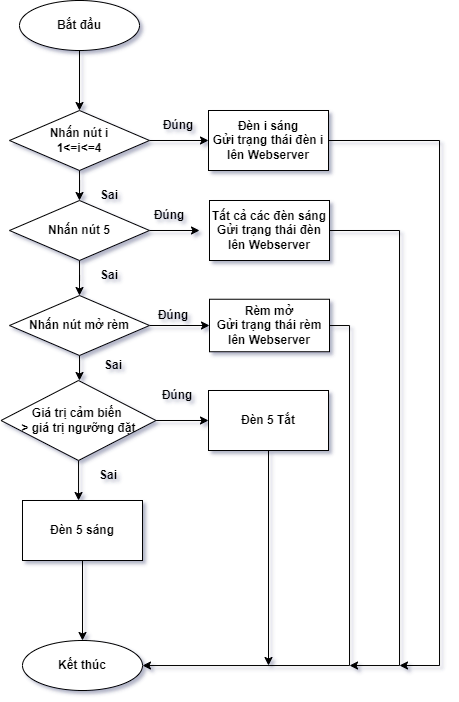 Bắt đầu
Nhấn nút i
1<=i<=4
Đúng
Đèn i sáng
Gửi trạng thái đèn i
lên Webserver
Sai
Nhấn nút 5
Đúng
Tất cả các đèn sáng
Gửi trạng thái đèn
lên Webserver
Sai
Nhấn nút mở rèm
Đúng
Rèm mở
Gửi trạng thái rèm
lên Webserver
Sai
Giá trị cảm biến
> giá trị ngưỡng đặt
Đúng
Đèn 5 Tắt
Sai
Đèn 5 sáng
Kết thúc